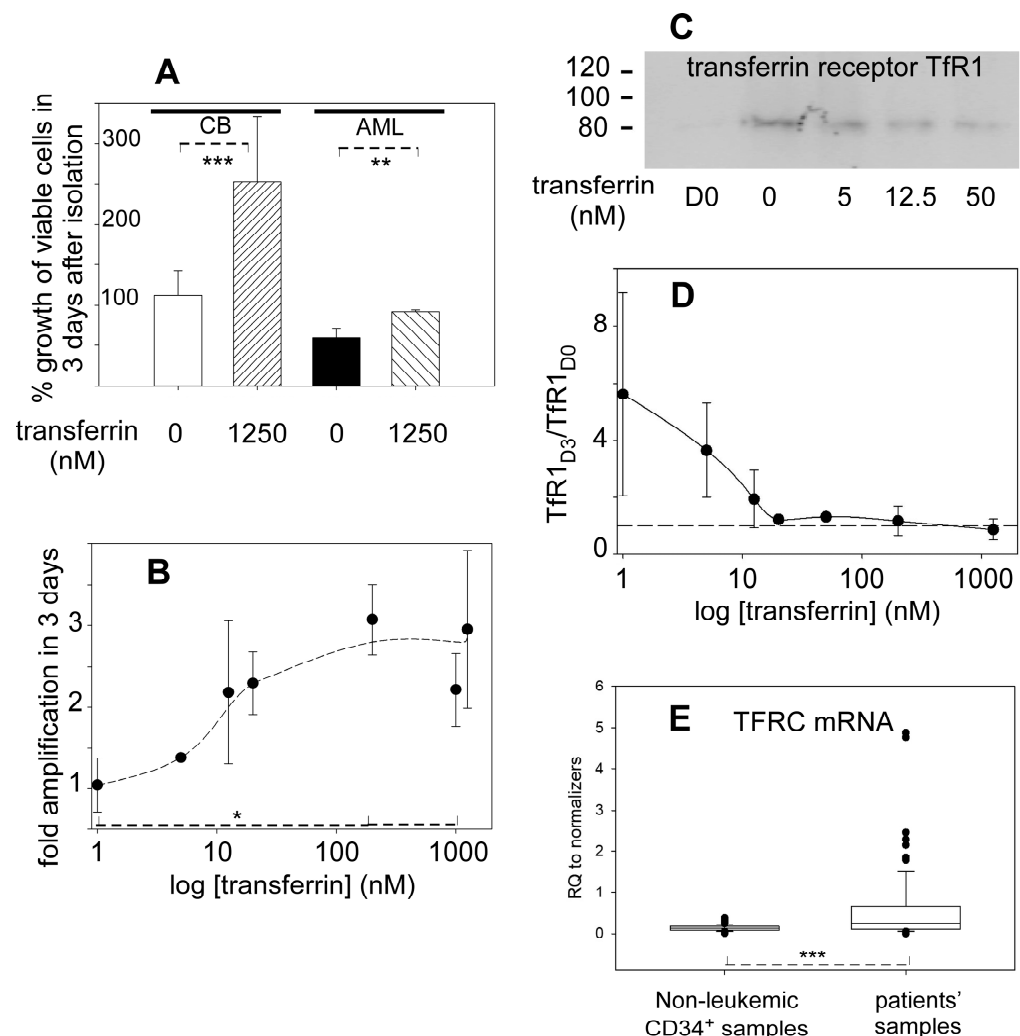 A
% growth of viable cells in
3 days after isolation
300
200
100
CB
AML
***
**
transferrin
(nM)
0
1250
0
1250
B
fold amplification in 3 days
3
2
1
*
1
10
100
1000
log [transferrin] (nM)
C
120
100
80
transferrin receptor TfR1
transferrin
(nM)
D0
0
5
12.5
50
D
TfR1D3/TfR1D0
8
4
0
1
10
100
1000
log [transferrin] (nM)
E
TFRC mRNA
RQ to normalizers
6
5
4
3
2
1
0
***
Non-leukemic
CD34+ samples
patients'
samples